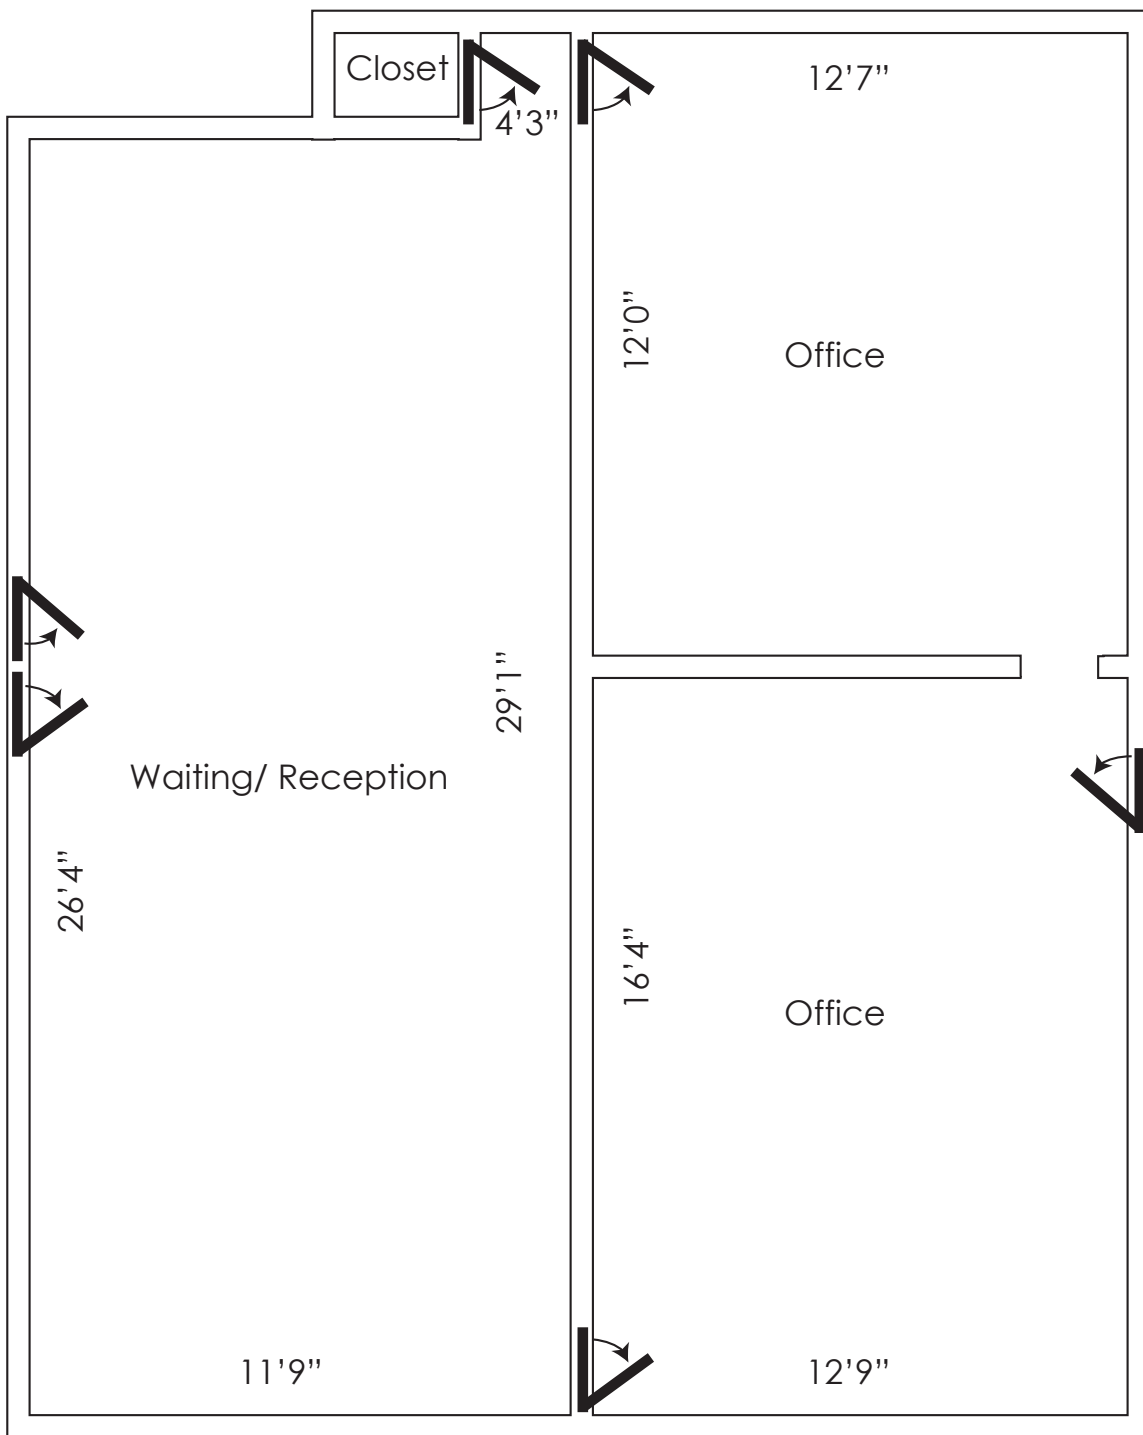 Closet
12’7”
4’3”
12’0”
Office
29’1”
Waiting/ Reception
26’4”
16’4”
Office
11’9”
12’9”